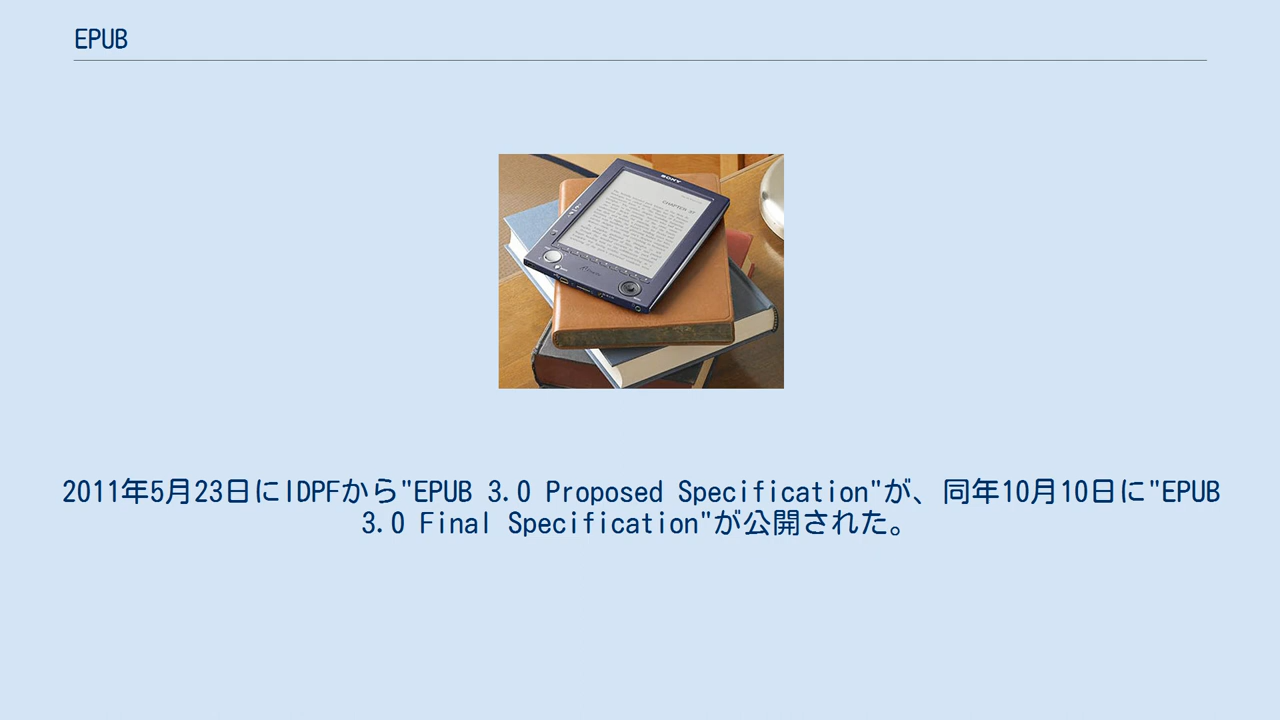 EPUB
SONY
CHAPTER
2011年5月23日にIDPFから"EPUB 3.0 Proposed Specification"が、同年10月10日に"EPUB
3.0 Final Specification"が公開された。